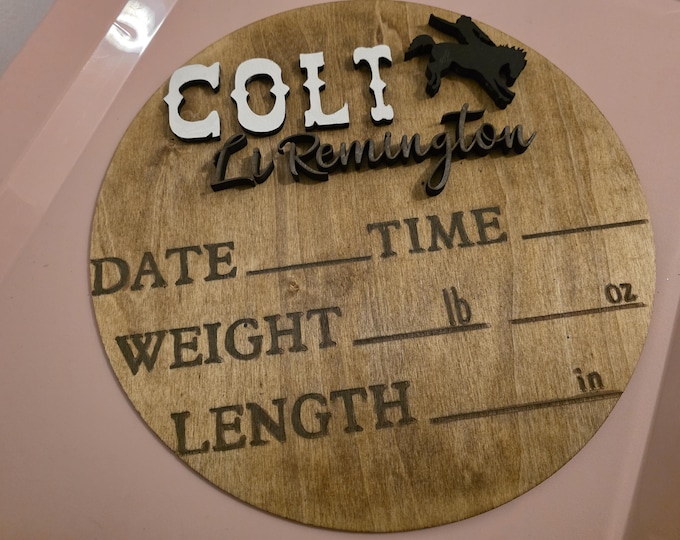 COLT
Li Remington
DATE TIME
WEIGHT lb oz
LENGTH in